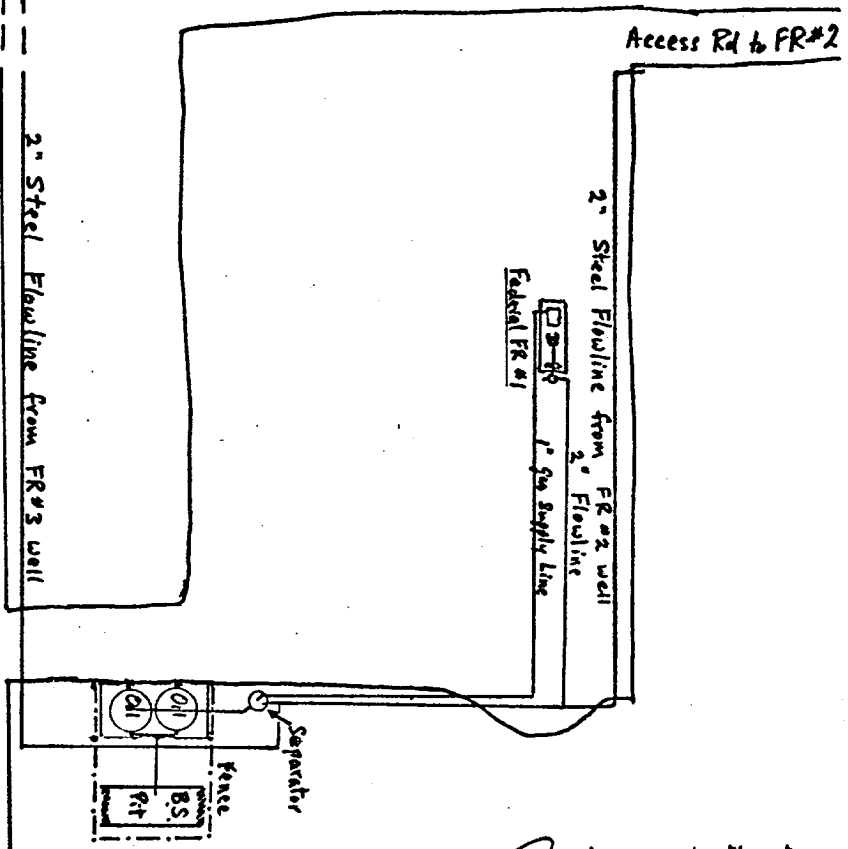 Access Rd to FR#2
2" Steel Flowline from FR#2 well
2" Flowline
1" Gas Supply Line
Federal FR #1
2" Steel Flowline from FR#3 well
Separator
Oil
Oil
Fence
B.S.
Pit